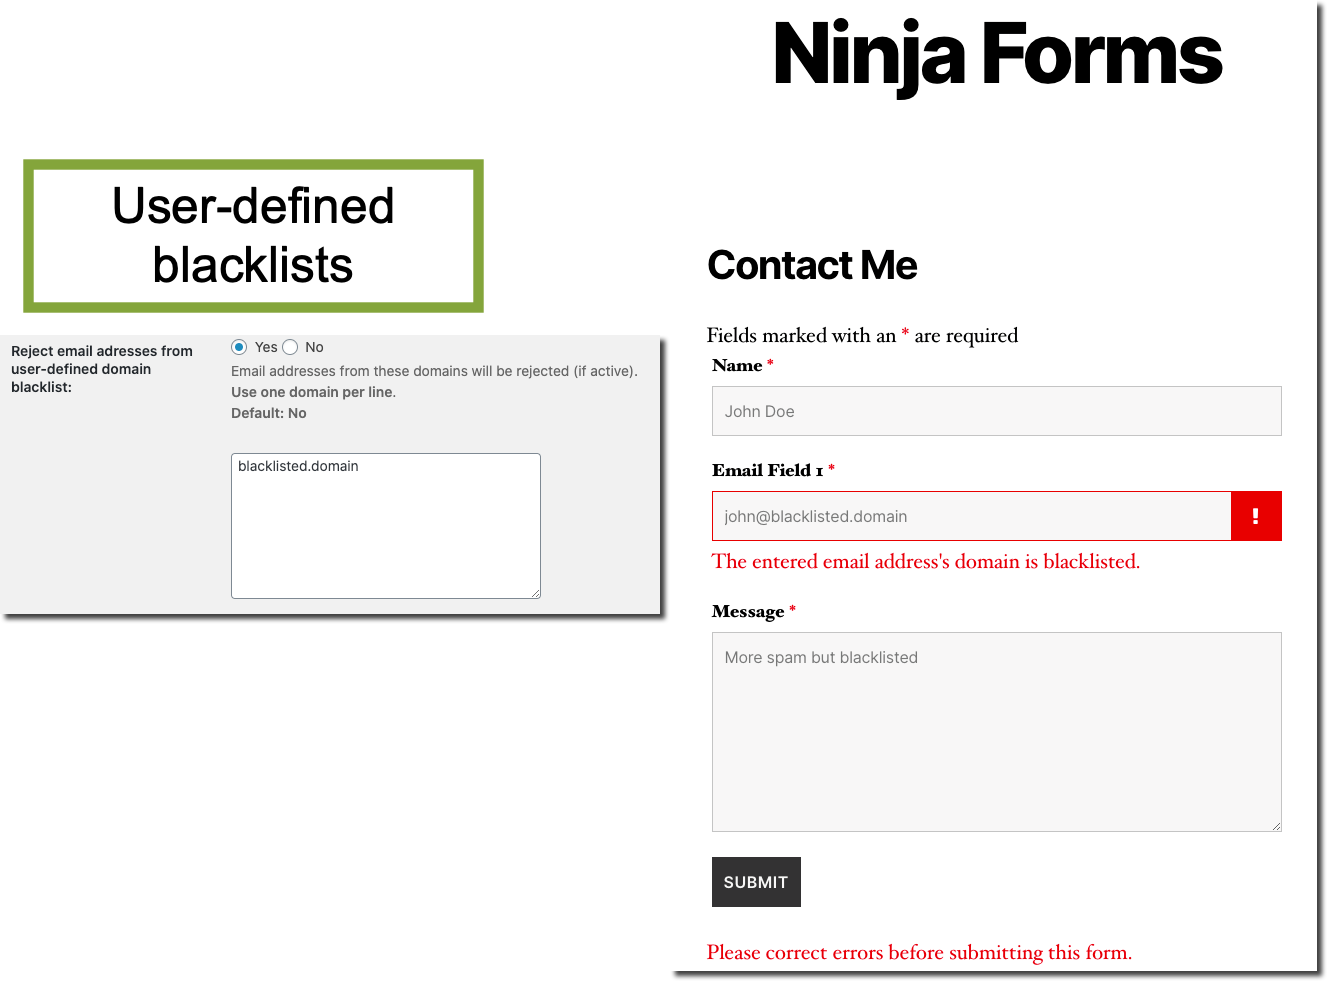 Ninja Forms
User-defined
blacklists
Reject email adresses from
user-defined domain
blacklist:
Yes No
Email addresses from these domains will be rejected (if active).
Use one domain per line.
Default: No
blacklisted.domain
Contact Me
Fields marked with an * are required
Name *
John Doe
Email Field 1 *
john@blacklisted.domain
!
The entered email address's domain is blacklisted.
Message *
More spam but blacklisted
SUBMIT
Please correct errors before submitting this form.